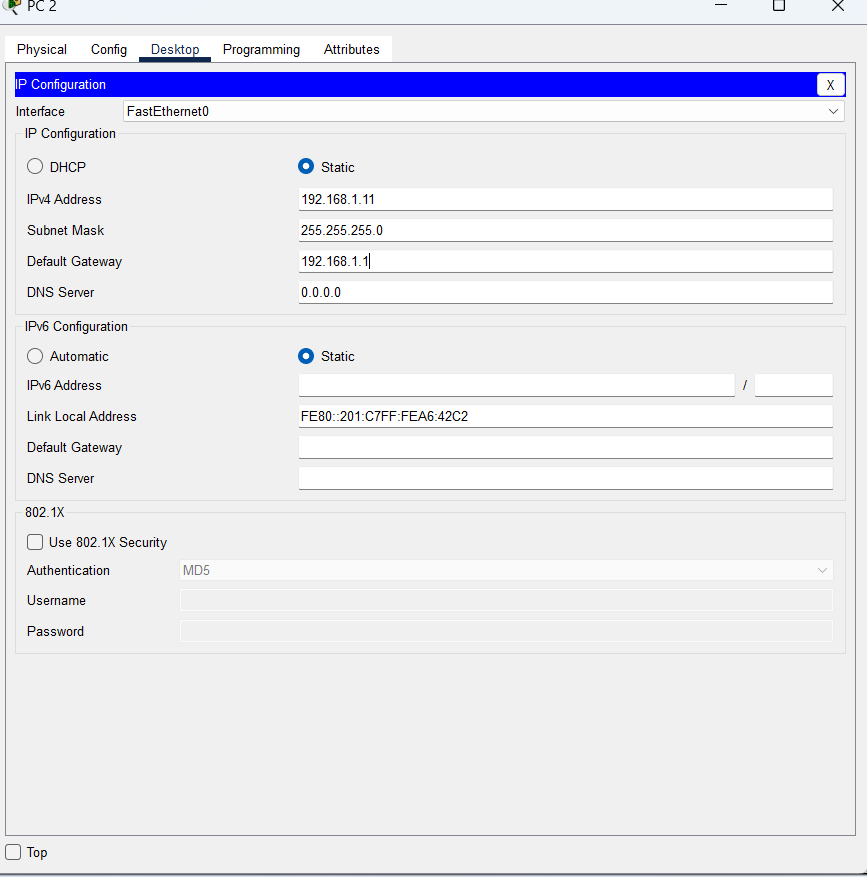 PC 2
Physical Config Desktop Programming Attributes
IP Configuration X
Interface FastEthernet0
IP Configuration
DHCP Static
IPv4 Address 192.168.1.11
Subnet Mask 255.255.255.0
Default Gateway 192.168.1.1
DNS Server 0.0.0.0
IPv6 Configuration
Automatic Static
IPv6 Address /
Link Local Address FE80::201:C7FF:FEA6:42C2
Default Gateway
DNS Server
802.1X
Use 802.1X Security
Authentication MD5
Username
Password
Top